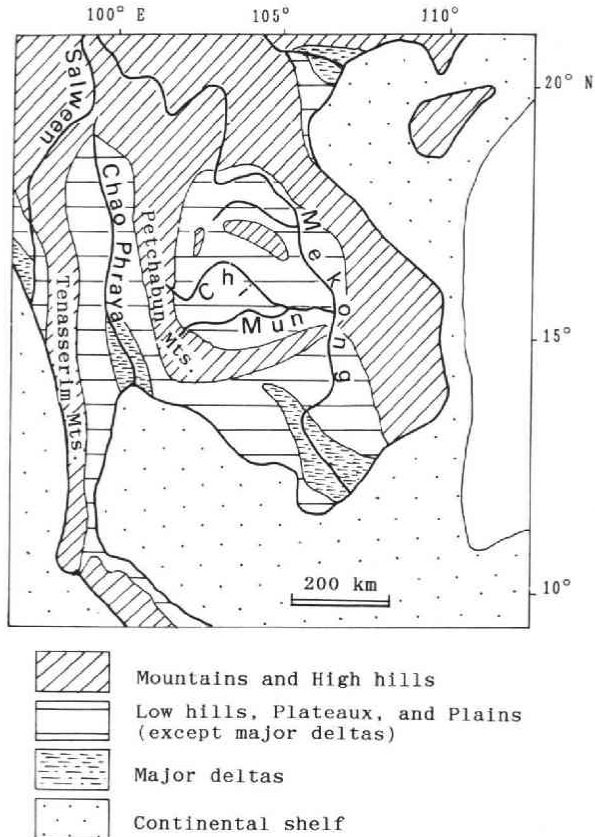 100° E 105° 110°
20° N
Salween
Chao Phraya
Petchabun Mts.
Tenasserim Mts.
Mekong
Chi
Mun
15°
200 km
10°
Mountains and High hills
Low hills, Plateaux, and Plains
(except major deltas)
Major deltas
Continental shelf